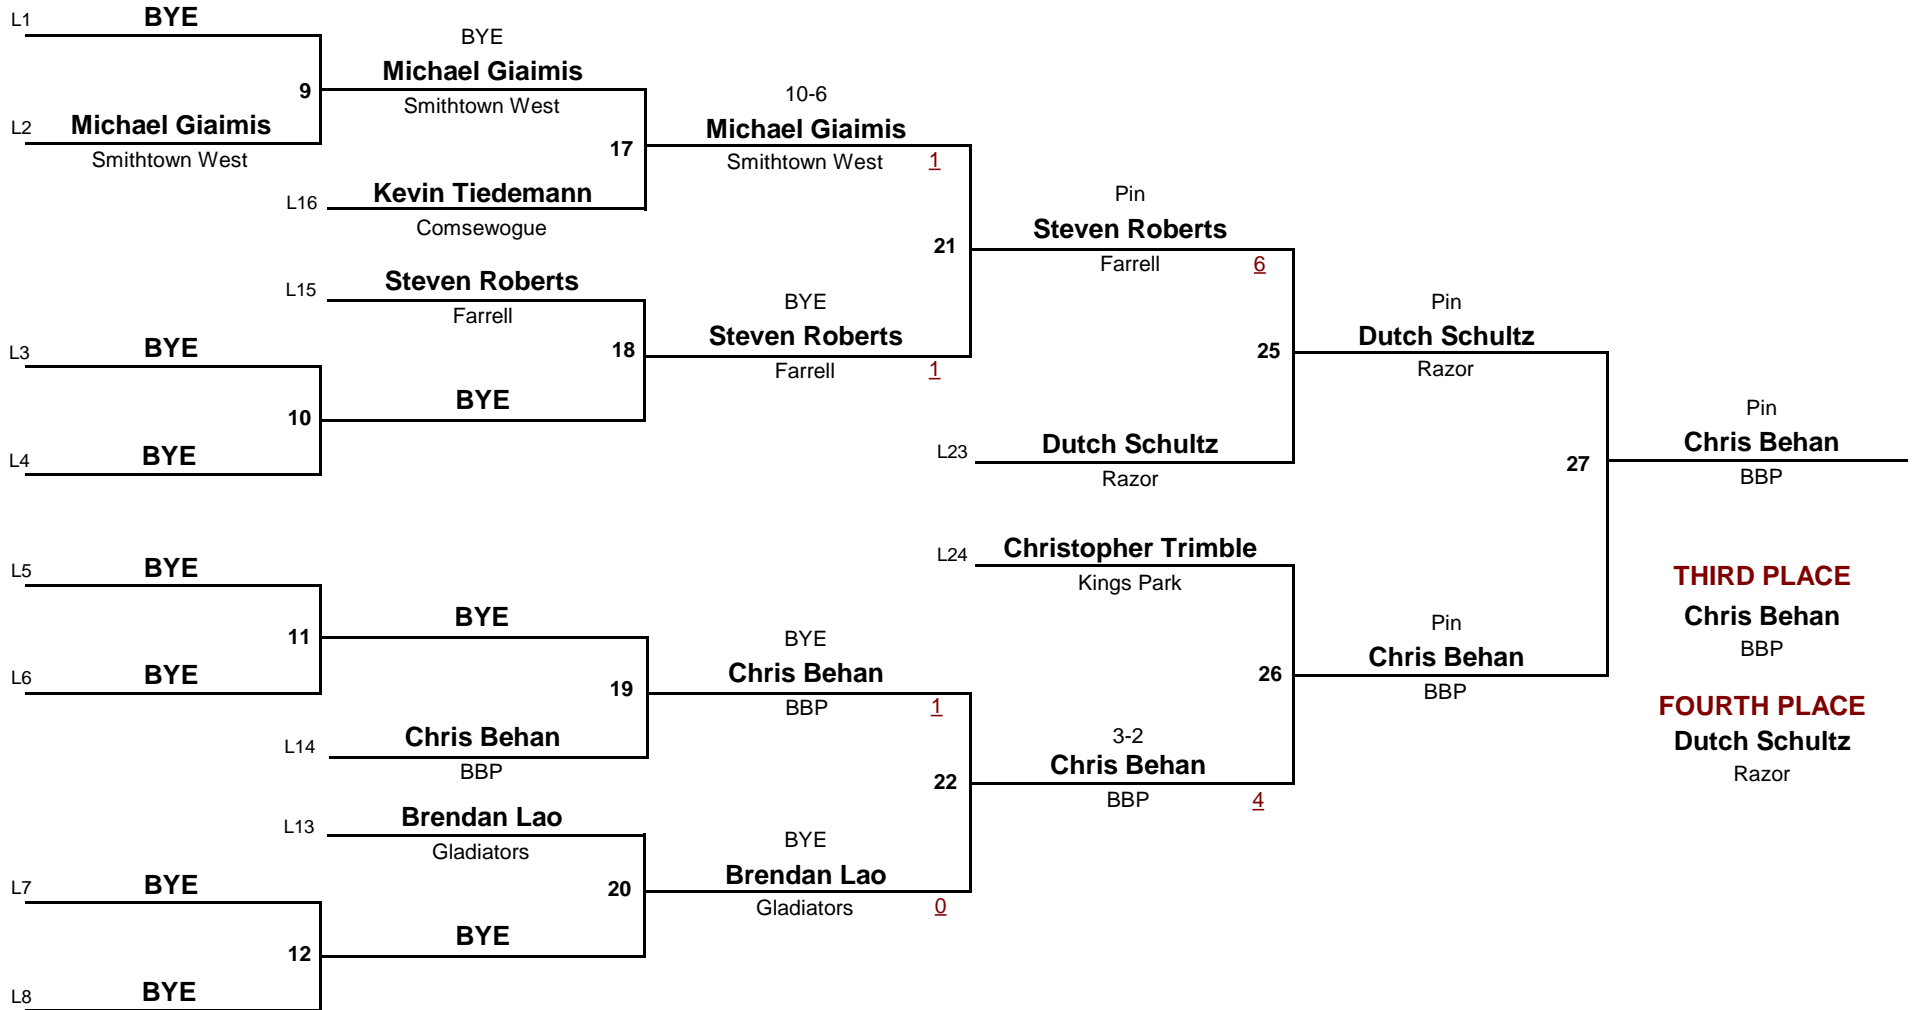 L1 BYE
9
L2 Michael Giaimis
Smithtown West
BYE
Michael Giaimis
Smithtown West
17
L16 Kevin Tiedemann
Comsewogue
10-6
Michael Giaimis
Smithtown West 1
L15 Steven Roberts
Farrell
18
L3 BYE
10
L4 BYE
BYE
BYE
Steven Roberts
Farrell 1
21
Pin
Steven Roberts
Farrell 6
25
L23 Dutch Schultz
Razor
Pin
Dutch Schultz
Razor
27
Pin
Chris Behan
BBP
L5 BYE
11
L6 BYE
BYE
19
L14 Chris Behan
BBP
BYE
Chris Behan
BBP 1
22
L13 Brendan Lao
Gladiators
20
L7 BYE
12
L8 BYE
BYE
BYE
Brendan Lao
Gladiators 0
L24 Christopher Trimble
Kings Park
26
3-2
Chris Behan
BBP 4
Pin
Chris Behan
BBP
THIRD PLACE
Chris Behan
BBP
FOURTH PLACE
Dutch Schultz
Razor